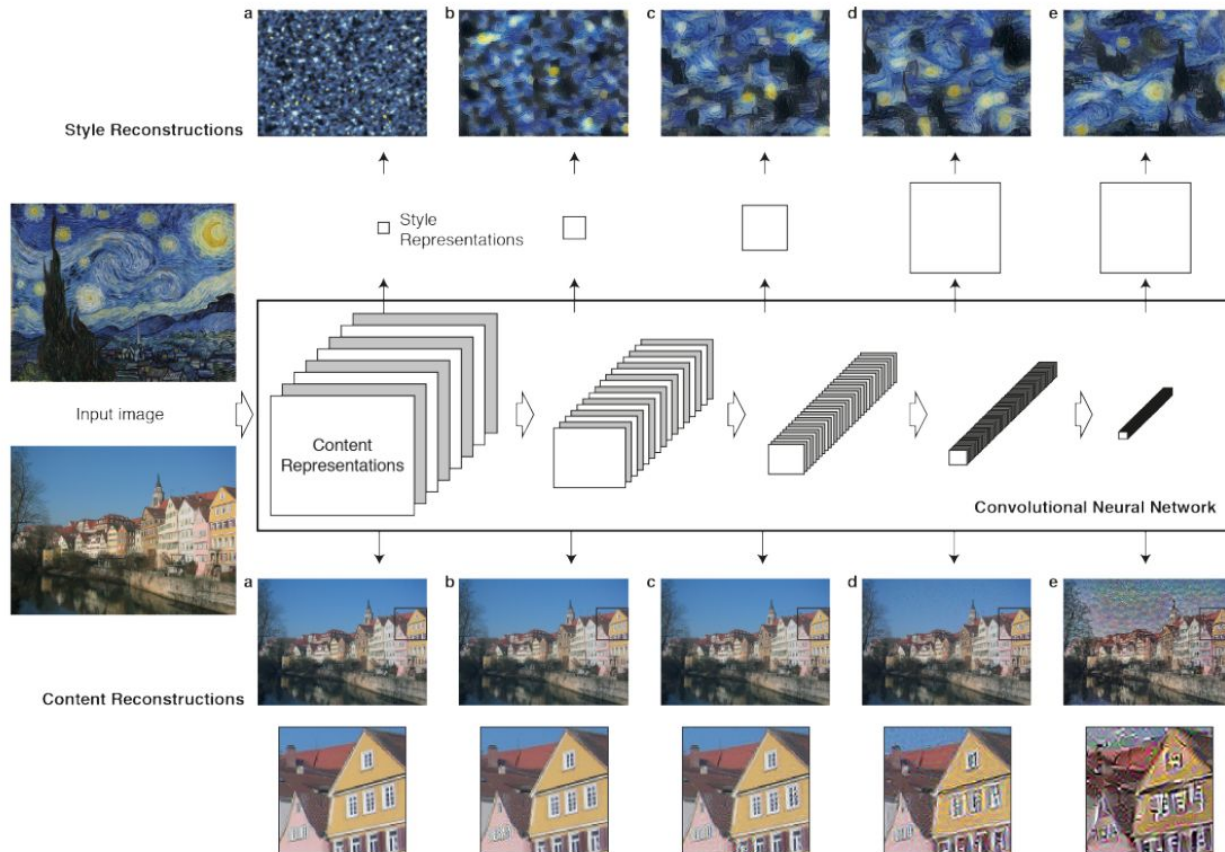 a
b
c
d
e
Style Reconstructions
Style
Representations
Input image
Content
Representations
Convolutional Neural Network
a
b
c
d
e
Content Reconstructions